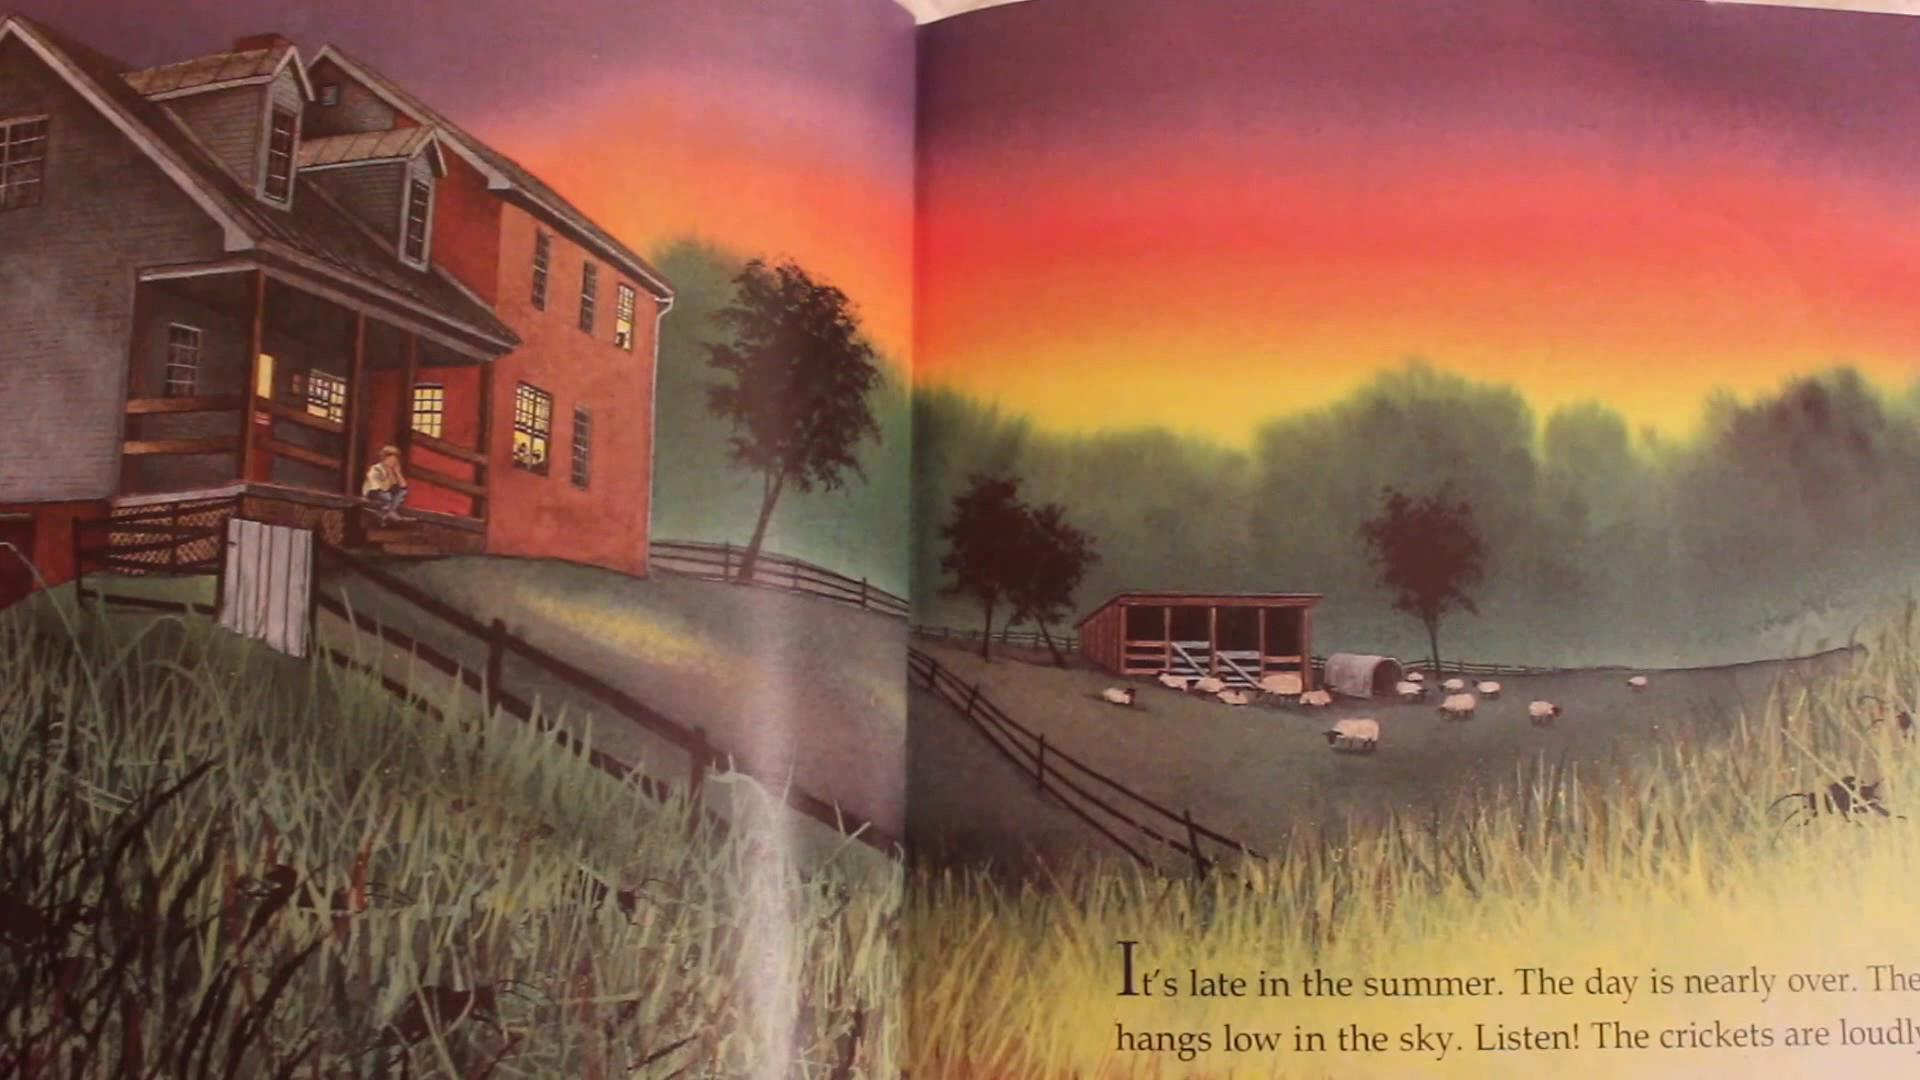 It's late in the summer. The day is nearly over. The
hangs low in the sky. Listen! The crickets are loudly